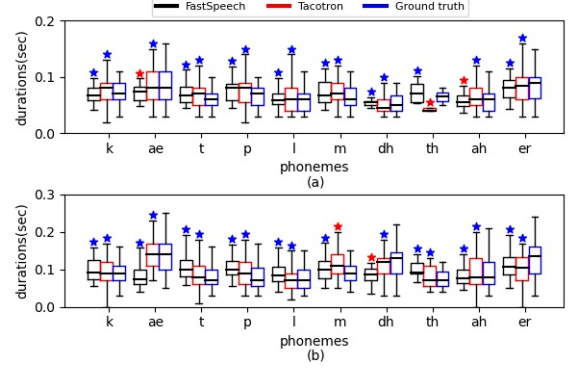 FastSpeech Tacotron Ground truth
0.2
0.1
0.0
durations(sec)
k ae t p l m dh th ah er
phonemes
(a)
0.3
0.2
0.1
0.0
durations(sec)
k ae t p l m dh th ah er
phonemes
(b)